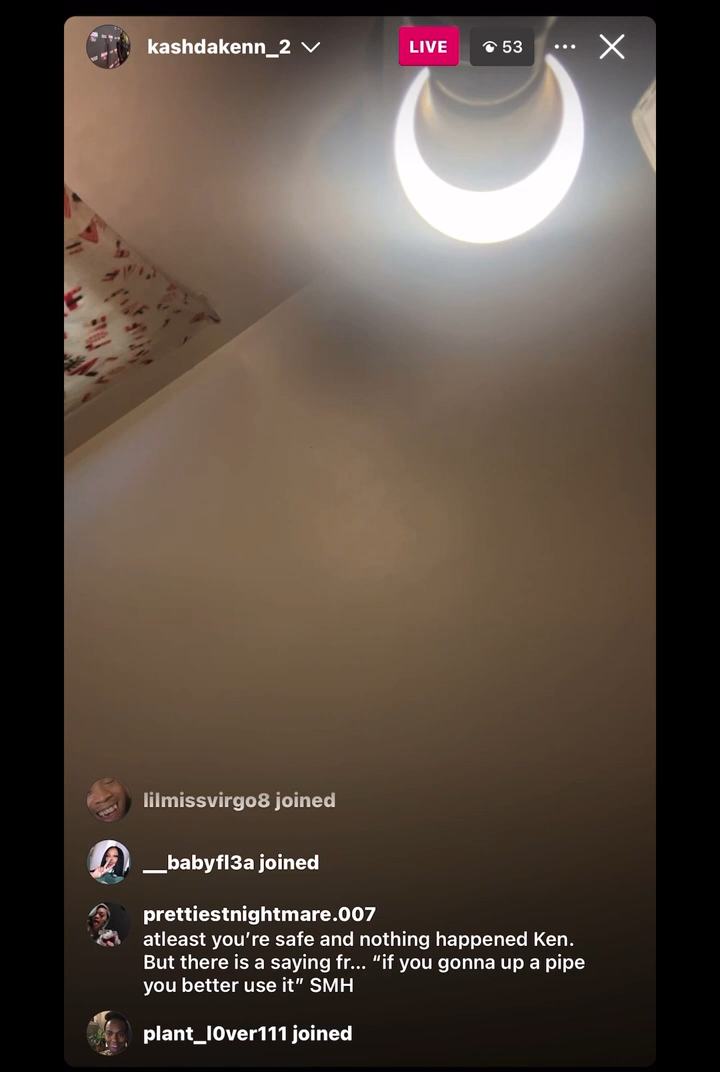 kashdakenn_2
LIVE
53
lilmissvirgo8 joined
__babyfl3a joined
prettiestnightmare.007
atleast you’re safe and nothing happened Ken.
But there is a saying fr... “if you gonna up a pipe
you better use it” SMH
plant_l0ver111 joined